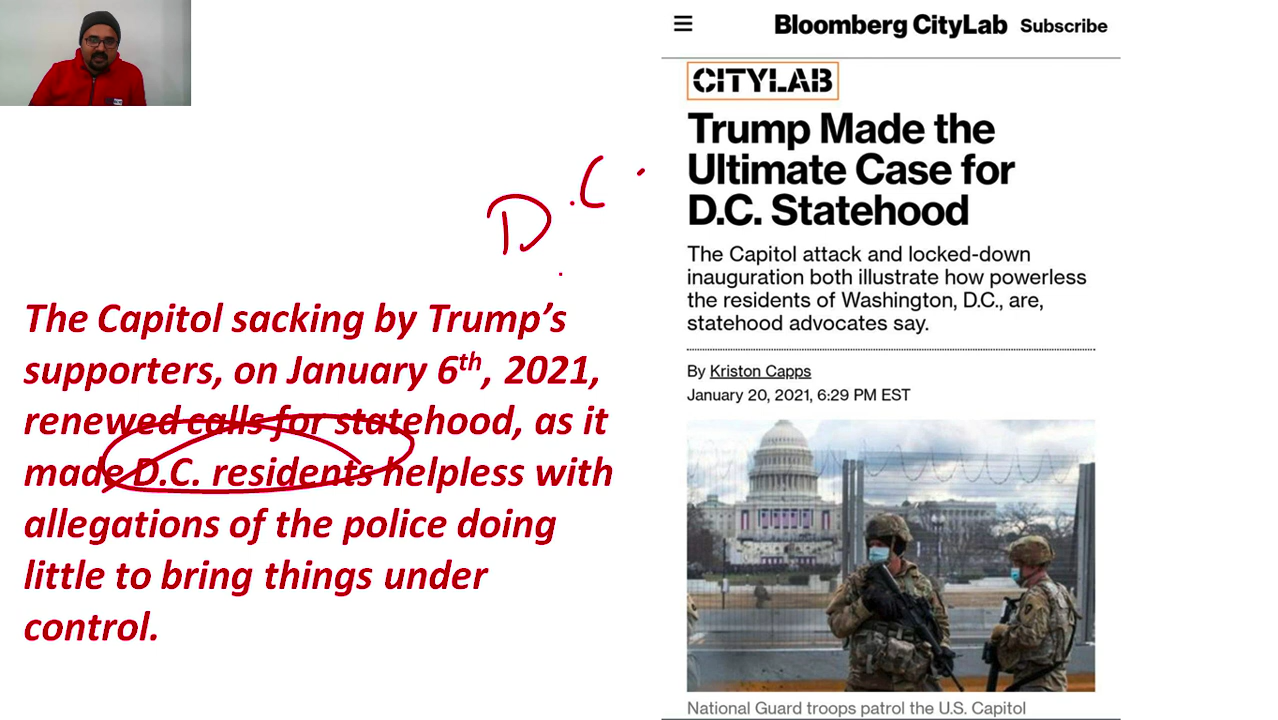 Bloomberg CityLab Subscribe
CITYLAB
Trump Made the
Ultimate Case for
D.C. Statehood
The Capitol attack and locked-down
inauguration both illustrate how powerless
the residents of Washington, D.C., are,
statehood advocates say.
By Kriston Capps
January 20, 2021, 6:29 PM EST
National Guard troops patrol the U.S. Capitol
D.C.
The Capitol sacking by Trump's
supporters, on January 6th, 2021,
renewed calls for statehood, as it
made D.C. residents helpless with
allegations of the police doing
little to bring things under
control.